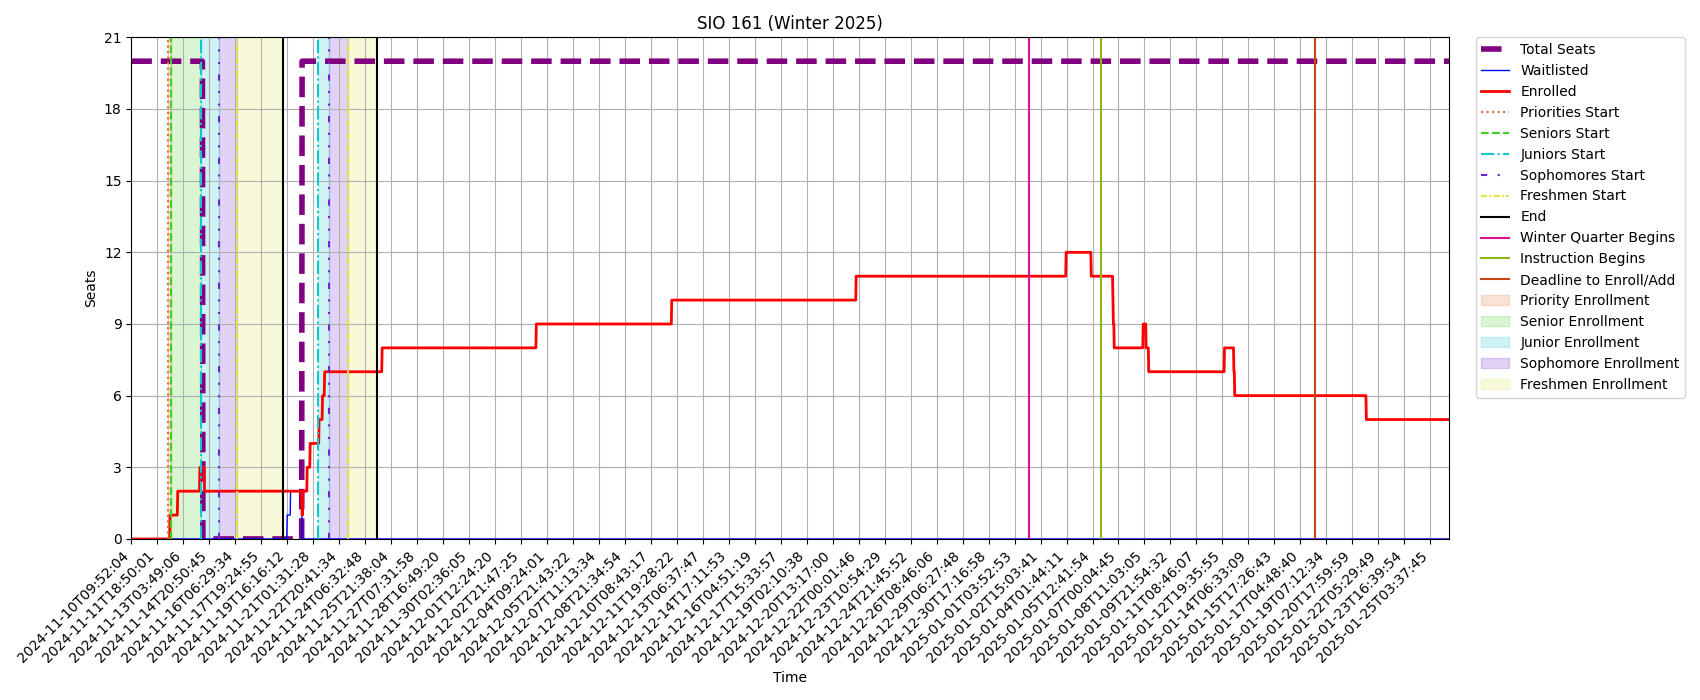 SIO 161 (Winter 2025)
Seats
21
18
15
12
9
6
3
0
2024-11-10T09:52:04
2024-11-11T18:50:01
2024-11-13T03:49:06
2024-11-14T20:50:45
2024-11-16T06:29:34
2024-11-17T19:24:55
2024-11-19T16:16:12
2024-11-21T01:31:28
2024-11-22T20:41:34
2024-11-24T06:32:48
2024-11-25T21:38:04
2024-11-27T07:31:58
2024-11-28T16:49:20
2024-11-30T02:36:05
2024-12-01T12:24:20
2024-12-02T21:47:25
2024-12-04T09:24:01
2024-12-05T21:43:22
2024-12-07T11:13:34
2024-12-08T21:34:54
2024-12-10T08:43:17
2024-12-11T19:28:22
2024-12-13T06:37:47
2024-12-14T17:11:53
2024-12-16T04:51:19
2024-12-17T15:33:57
2024-12-19T02:10:38
2024-12-20T13:17:00
2024-12-22T00:01:46
2024-12-23T10:54:29
2024-12-24T21:45:52
2024-12-26T08:46:06
2024-12-29T06:27:48
2024-12-30T17:16:58
2025-01-01T03:52:53
2025-01-02T15:03:41
2025-01-04T01:44:11
2025-01-05T12:41:54
2025-01-07T00:04:45
2025-01-08T11:03:05
2025-01-09T21:54:32
2025-01-11T08:46:07
2025-01-12T19:35:55
2025-01-14T06:33:09
2025-01-15T17:26:43
2025-01-17T04:48:40
2025-01-19T07:12:34
2025-01-20T17:59:59
2025-01-22T05:29:49
2025-01-23T16:39:54
2025-01-25T03:37:45
Time
Total Seats
Waitlisted
Enrolled
Priorities Start
Seniors Start
Juniors Start
Sophomores Start
Freshmen Start
End
Winter Quarter Begins
Instruction Begins
Deadline to Enroll/Add
Priority Enrollment
Senior Enrollment
Junior Enrollment
Sophomore Enrollment
Freshmen Enrollment